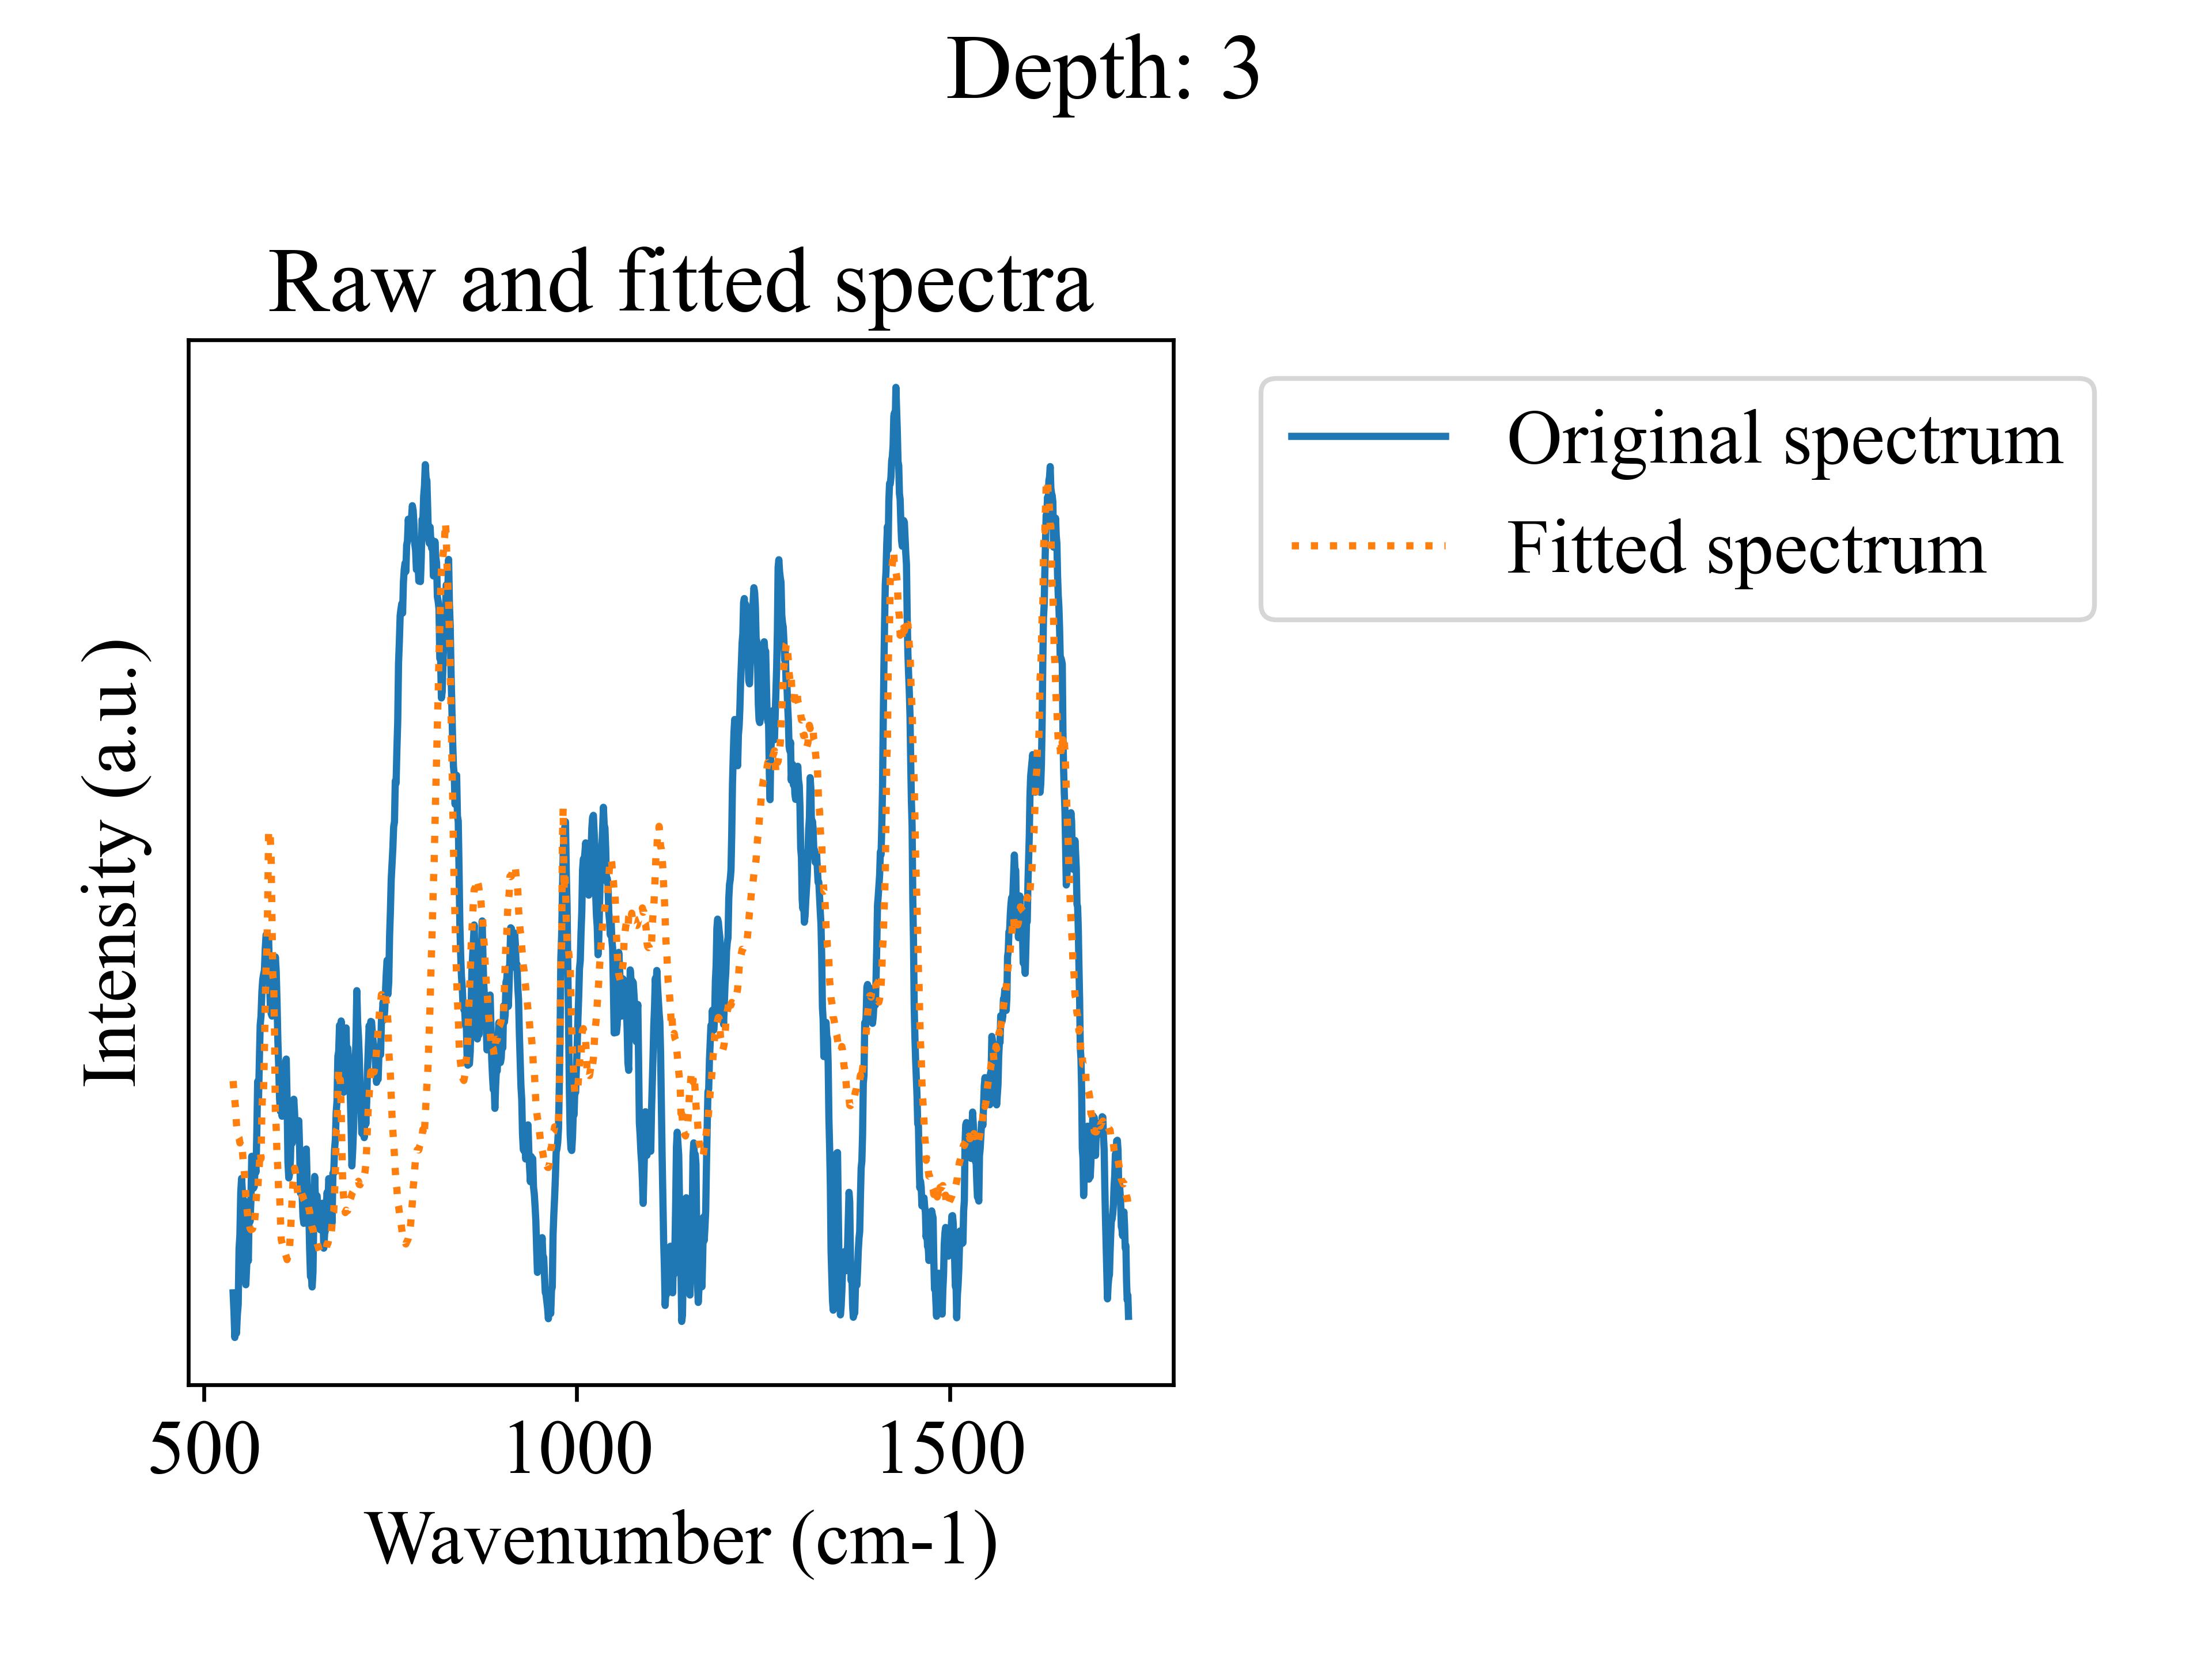 Depth: 3
Raw and fitted spectra
Original spectrum
Fitted spectrum
Intensity (a.u.)
500 1000 1500
Wavenumber (cm-1)